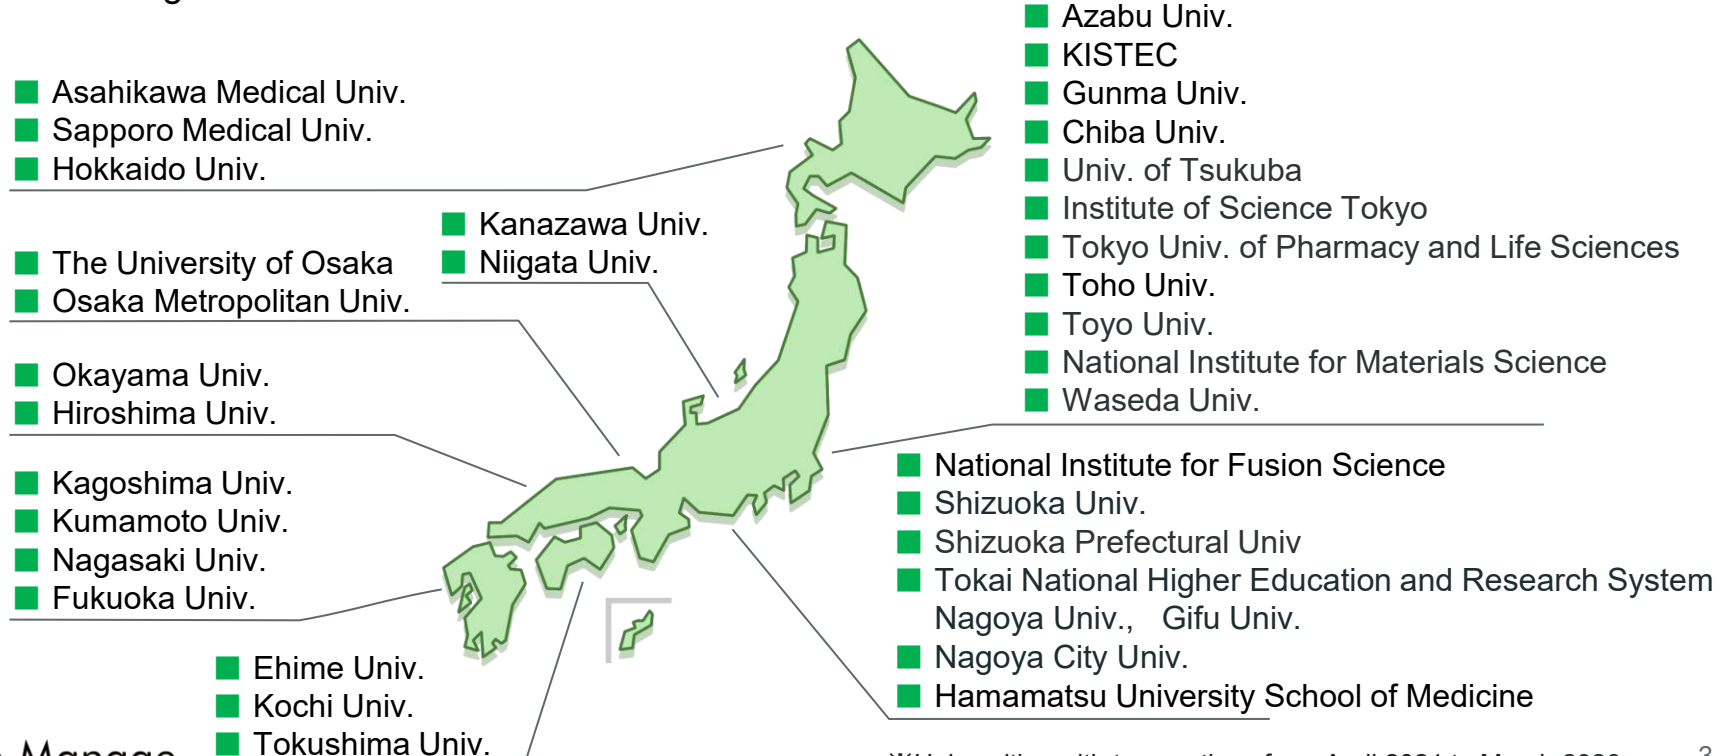 Asahikawa Medical Univ.
Sapporo Medical Univ.
Hokkaido Univ.
Kanazawa Univ.
Niigata Univ.
The University of Osaka
Osaka Metropolitan Univ.
Okayama Univ.
Hiroshima Univ.
Kagoshima Univ.
Kumamoto Univ.
Nagasaki Univ.
Fukuoka Univ.
Ehime Univ.
Kochi Univ.
Tokushima Univ.
Azabu Univ.
KISTEC
Gunma Univ.
Chiba Univ.
Univ. of Tsukuba
Institute of Science Tokyo
Tokyo Univ. of Pharmacy and Life Sciences
Toho Univ.
Toyo Univ.
National Institute for Materials Science
Waseda Univ.
National Institute for Fusion Science
Shizuoka Univ.
Shizuoka Prefectural Univ
Tokai National Higher Education and Research System
Nagoya Univ., Gifu Univ.
Nagoya City Univ.
Hamamatsu University School of Medicine